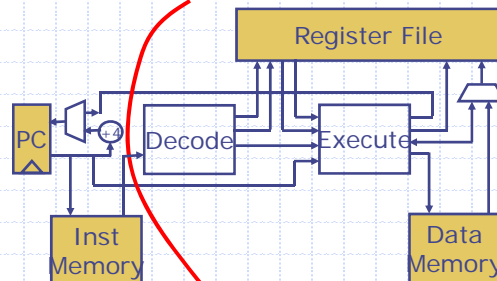 Register File
PC
+4
Decode
Execute
Inst
Memory
Data
Memory